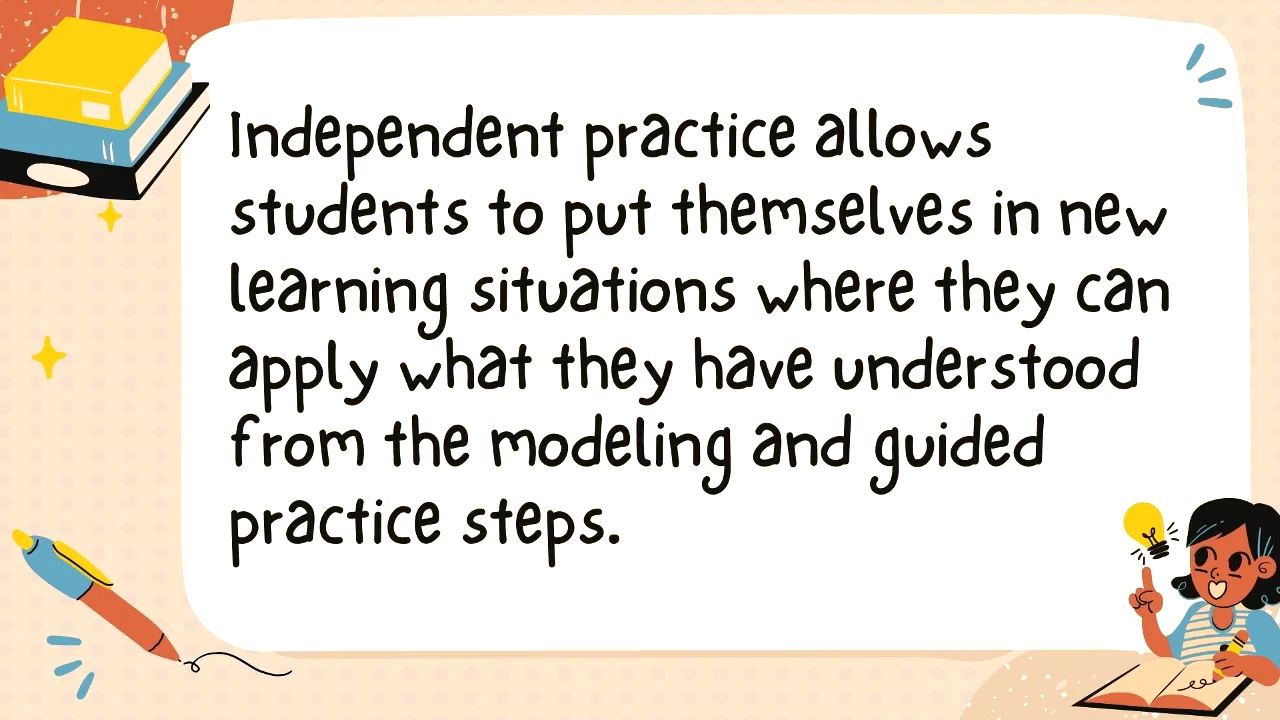 Independent practice allows
students to put themselves in new
learning situations where they can
apply what they have understood
from the modeling and guided
practice steps.